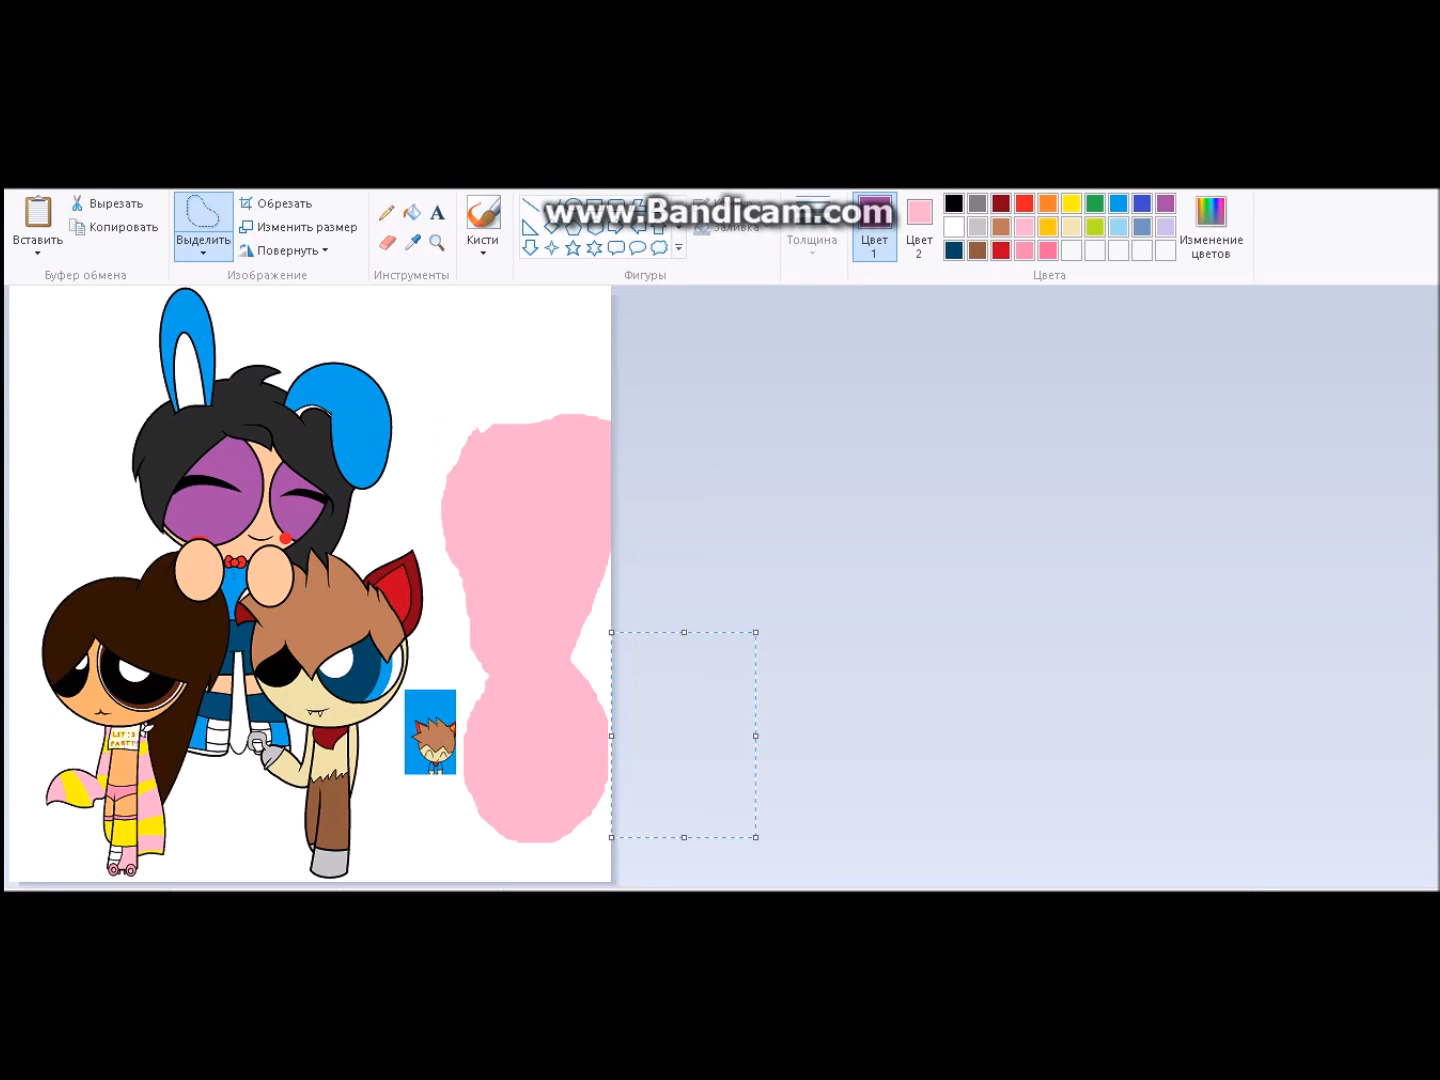 www.Bandicam.com
Вставить
Вырезать
Копировать
Буфер обмена
Выделить
Обрезать
Изменить размер
Повернуть
Изображение
Инструменты
Кисти
Заливка
Фигуры
Толщина
Цвет 1
Цвет 2
Изменение цветов
Цвета
LET'S
PARTY